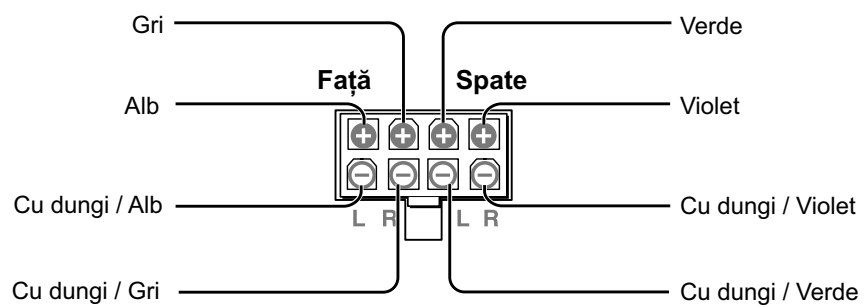 Gri
Verde
Față
Spate
Alb
Violet
Cu dungi / Alb
L R
L R
Cu dungi / Violet
Cu dungi / Gri
Cu dungi / Verde